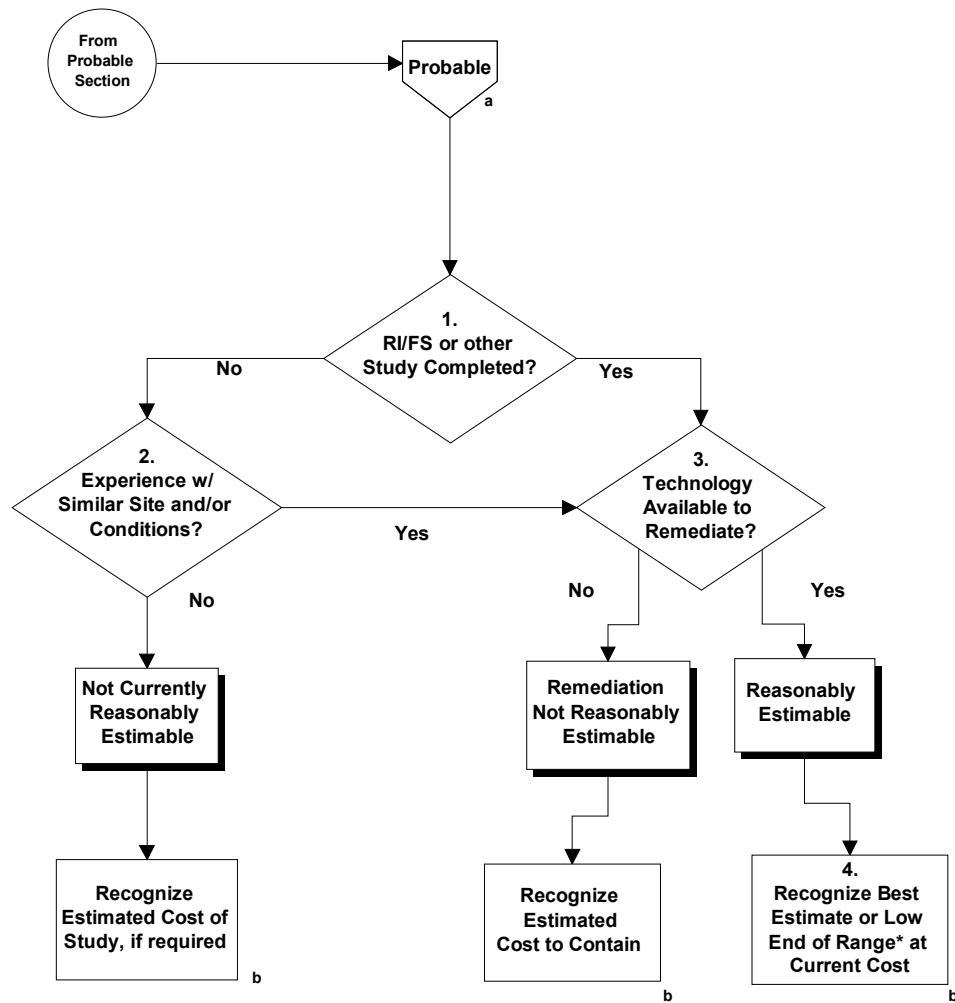 From
Probable
Section
Probable
a
1.
RI/FS or other
Study Completed?
No
Yes
2.
Experience w/
Similar Site and/or
Conditions?
Yes
3.
Technology
Available to
Remediate?
No
No
Yes
Not Currently
Reasonably
Estimable
Remediation
Not Reasonably
Estimable
Reasonably
Estimable
Recognize
Estimated Cost of
Study, if required
b
Recognize
Estimated
Cost to Contain
b
4.
Recognize Best
Estimate or Low
End of Range* at
Current Cost
b